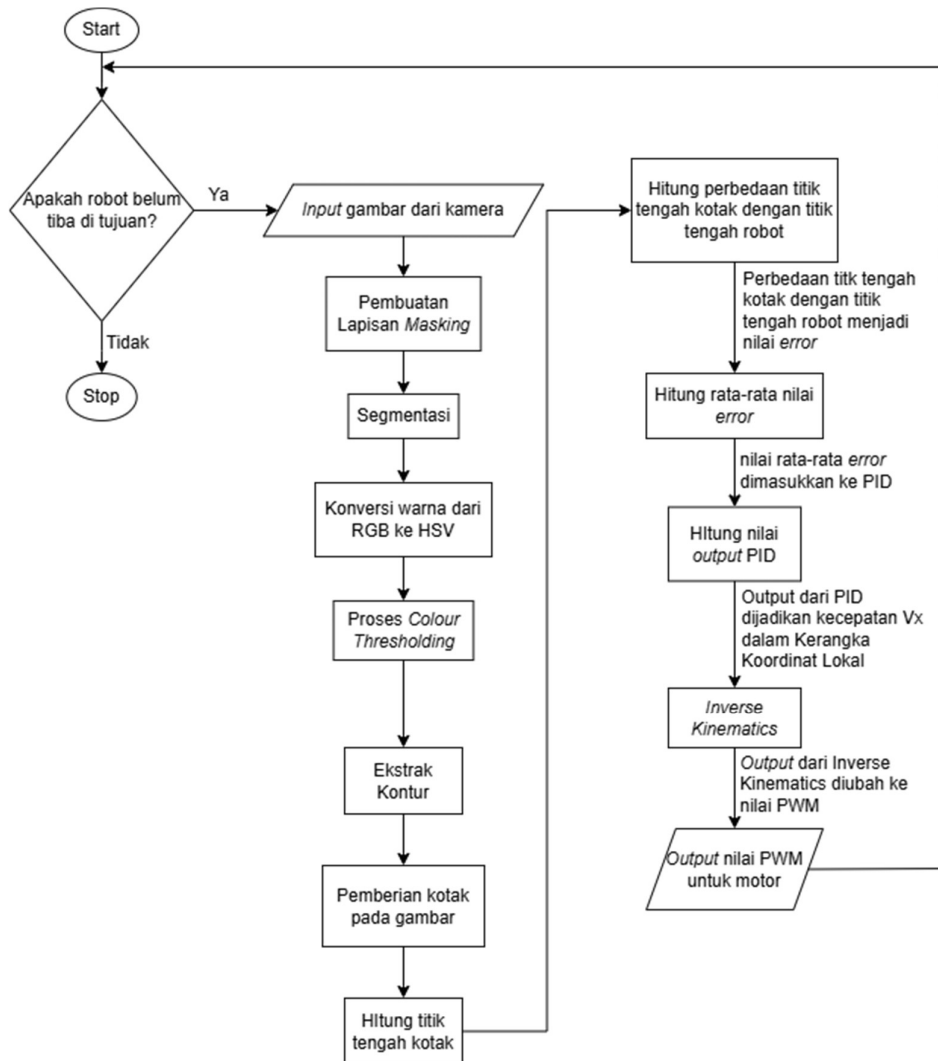 Start
Apakah robot belum
tiba di tujuan?
Ya
Tidak
Stop
Input gambar dari kamera
Pembuatan
Lapisan Masking
Segmentasi
Konversi warna dari
RGB ke HSV
Proses Colour
Thresholding
Ekstrak
Kontur
Pemberian kotak
pada gambar
HItung titik
tengah kotak
Hitung perbedaan titik
tengah kotak dengan titik
tengah robot
Perbedaan titk tengah
kotak dengan titik
tengah robot menjadi
nilai error
Hitung rata-rata nilai
error
nilai rata-rata error
dimasukkan ke PID
HItung nilai
output PID
Output dari PID
dijadikan kecepatan Vx
dalam Kerangka
Koordinat Lokal
Inverse
Kinematics
Output dari Inverse
Kinematics diubah ke
nilai PWM
Output nilai PWM
untuk motor